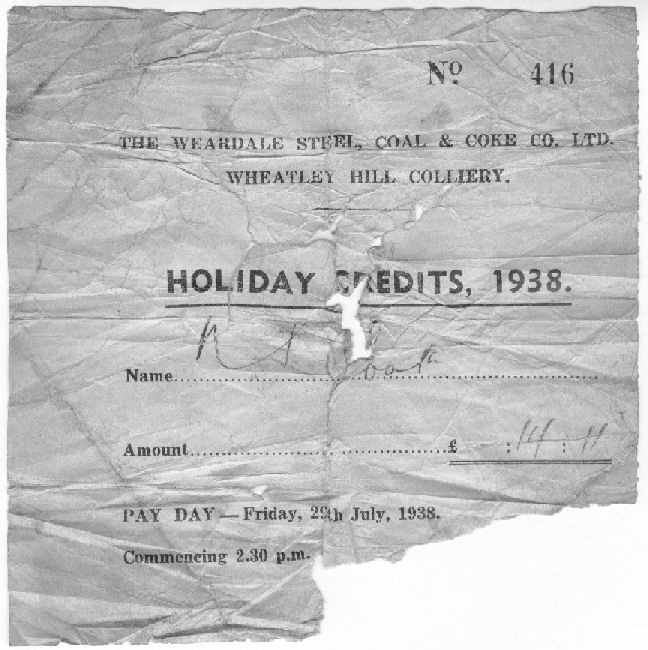 No 416
THE WEARDALE STEEL, COAL & COKE CO. LTD.
WHEATLEY HILL COLLIERY.
HOLIDAY CREDITS, 1938.
Name
Amount £ — : 14 : 11
PAY DAY — Friday, 29th July, 1938.
Commencing 2.30 p.m.